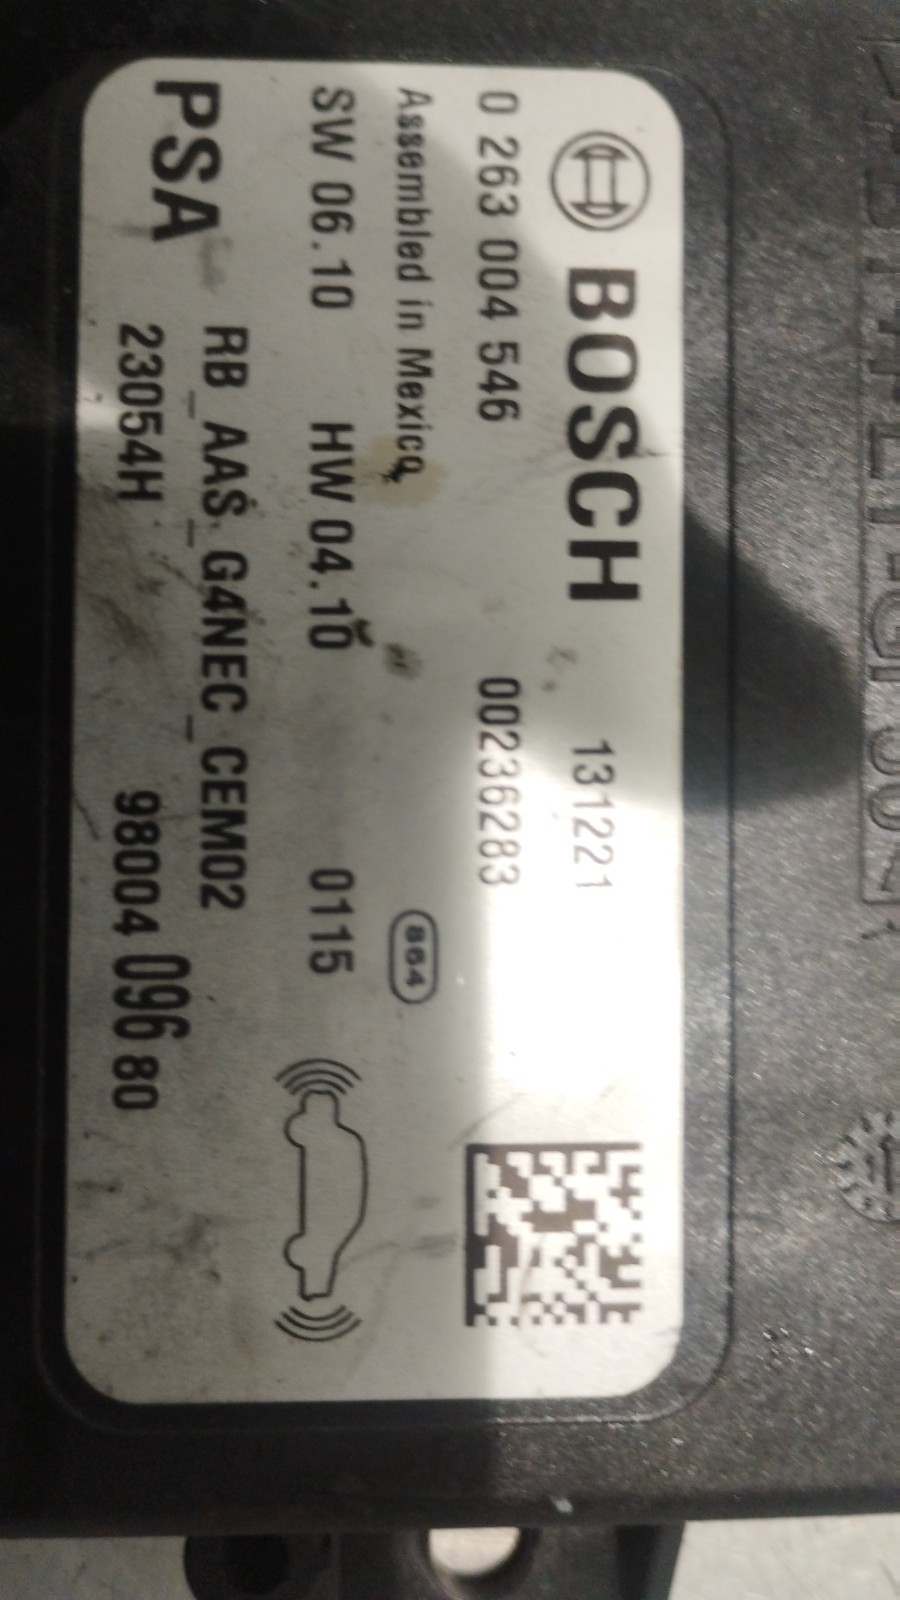 BOSCH 131221
0 263 004 546 00236283
Assembled in Mexico 864
SW 06.10 HW 04.10 0115
PSA RB_AAS_G4NEC_CEM02
23054H 98004 096 80